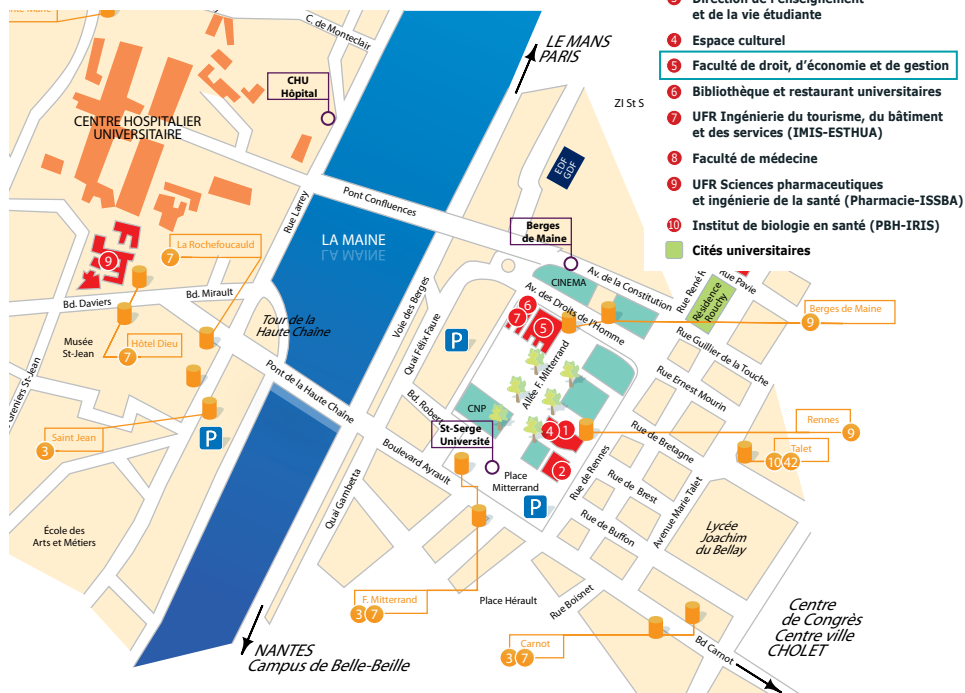 C. de Monteclair
LE MANS
PARIS
CHU
Hôpital
CENTRE HOSPITALIER
UNIVERSITAIRE
ZI St S
EDF
GDF
et de la vie étudiante
4 Espace culturel
5 Faculté de droit, d'économie et de gestion
6 Bibliothèque et restaurant universitaires
7 UFR Ingénierie du tourisme, du bâtiment
et des services (IMIS-ESTHUA)
8 Faculté de médecine
9 UFR Sciences pharmaceutiques
et ingénierie de la santé (Pharmacie-ISSBA)
10 Institut de biologie en santé (PBH-IRIS)
Cités universitaires
Rue Larrey
Pont Confluences
LA MAINE
Berges
de Maine
La Rochefoucauld
7
9
Bd. Daviers
Bd. Mirault
Tour de la
Haute Chaîne
Voie des Berges
Quai Félix Faure
P
CINEMA
Av. de la Constitution
Av. des Droits de l'Homme
Rue René
Rue Pavie
Résidence
Rouchy
Berges de Maine
9
6
7
5
Musée
St-Jean
Hôtel Dieu
7
Pont de la Haute Chaîne
Allée F. Mitterrand
Rue Guillier de la Touche
Rue Ernest Mourin
CNP
Bd. Robert
St-Serge
Université
4 1
2
Rennes
9
Saint Jean
3
P
Boulevard Ayrault
Place
Mitterrand
P
Rue de Rennes
Rue de Bretagne
Rue de Brest
Rue de Buffon
Avenue Marie Talet
Talet
10 42
Quai Gambetta
École des
Arts et Métiers
Lycée
Joachim
du Bellay
F. Mitterrand
3 7
Place Hérault
Rue Boisnet
Carnot
3 7
Bd Carnot
Centre
de Congrès
Centre ville
CHOLET
NANTES
Campus de Belle-Beille